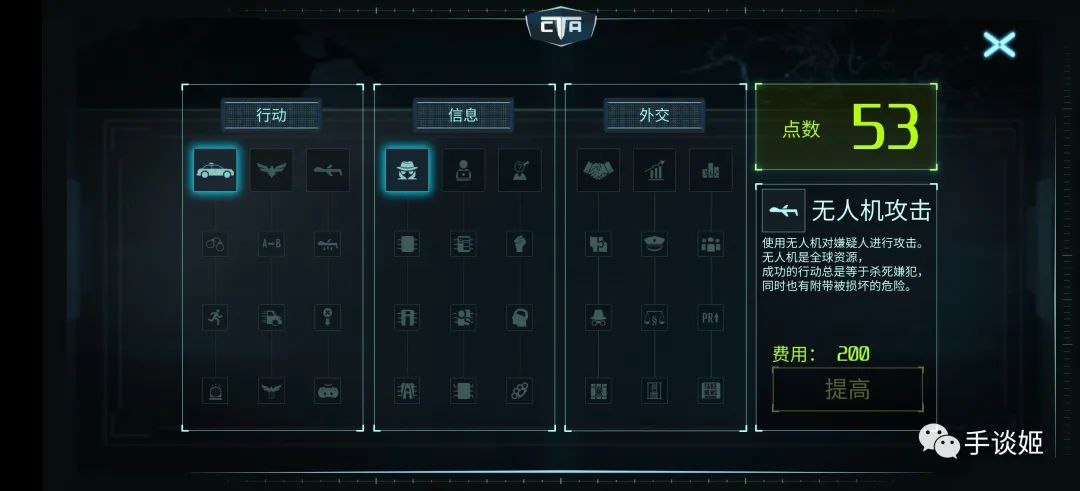 CTA
行动
信息
外交
点数
53
无人机攻击
使用无人机对嫌疑人进行攻击。
无人机是全球资源，
成功的行动总是等于杀死嫌犯，
同时也有附带被损坏的危险。
A→B
PR↑
FAKE
NEWS
费用： 200
提高
手谈姬